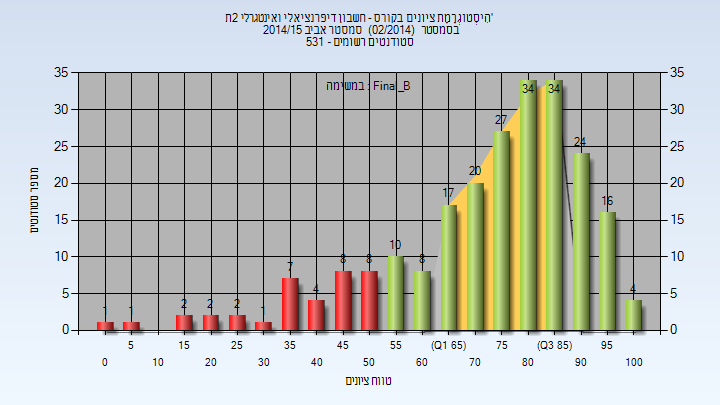 היסטוגרמת ציונים בקורס - חשבון דיפרנציאלי ואינטגרלי 2ת'
בסמסטר (02/2014) סמסטר אביב 2014/15
סטודנטים רשומים - 531
במשימה : Final_B
35 30 25 20 15 10 5 0
מספר סטודנטים
1 1 2 2 2 1 7 4 8 8 10 8 17 20 27 34 34 24 16 4
35 30 25 20 15 10 5 0
5 15 25 35 45 55 (Q1 65) 75 (Q3 85) 95
0 10 20 30 40 50 60 70 80 90 100
טווח ציונים